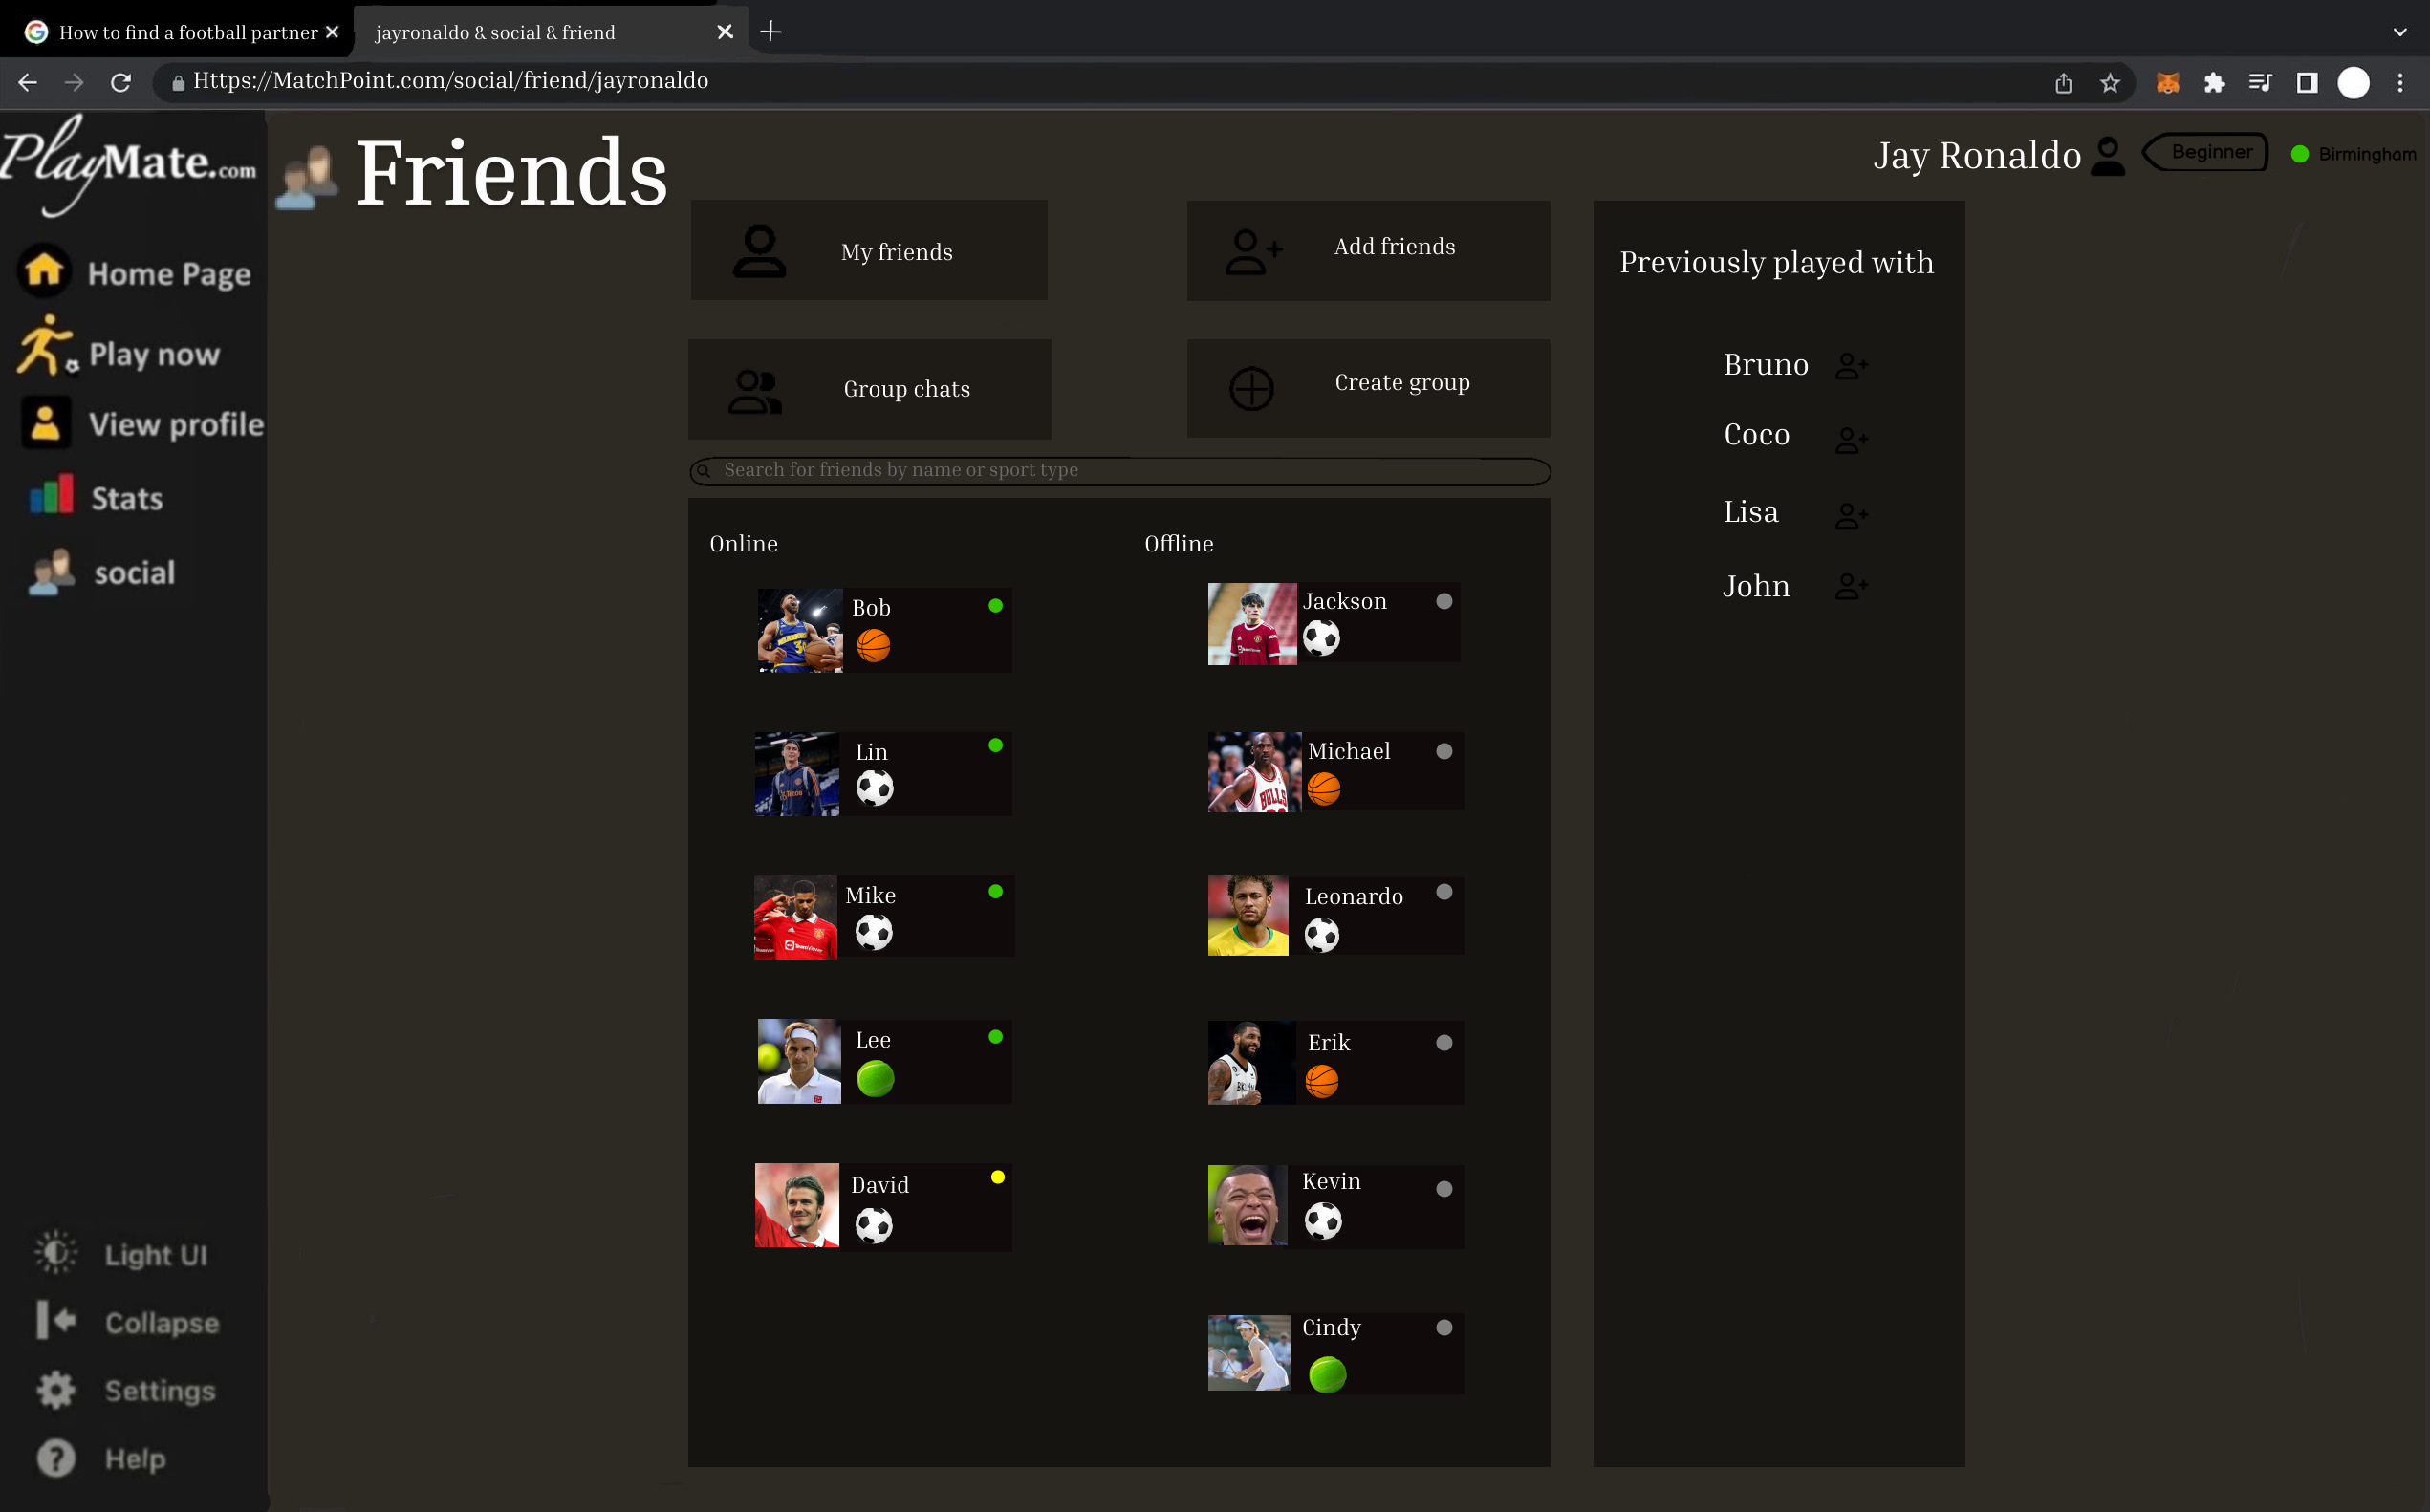 How to find a football partner
jayronaldo & social & friend
Https://MatchPoint.com/social/friend/jayronaldo
PlayMate.com
Home Page
Play now
View profile
Stats
social
Light UI
Collapse
Settings
Help
Friends
Jay Ronaldo
Beginner
Birmingham
My friends
Add friends
Group chats
Create group
Search for friends by name or sport type
Online
Bob
Lin
Mike
Lee
David
Offline
Jackson
Michael
BULLS
Leonardo
Erik
Kevin
Cindy
Previously played with
Bruno
Coco
Lisa
John